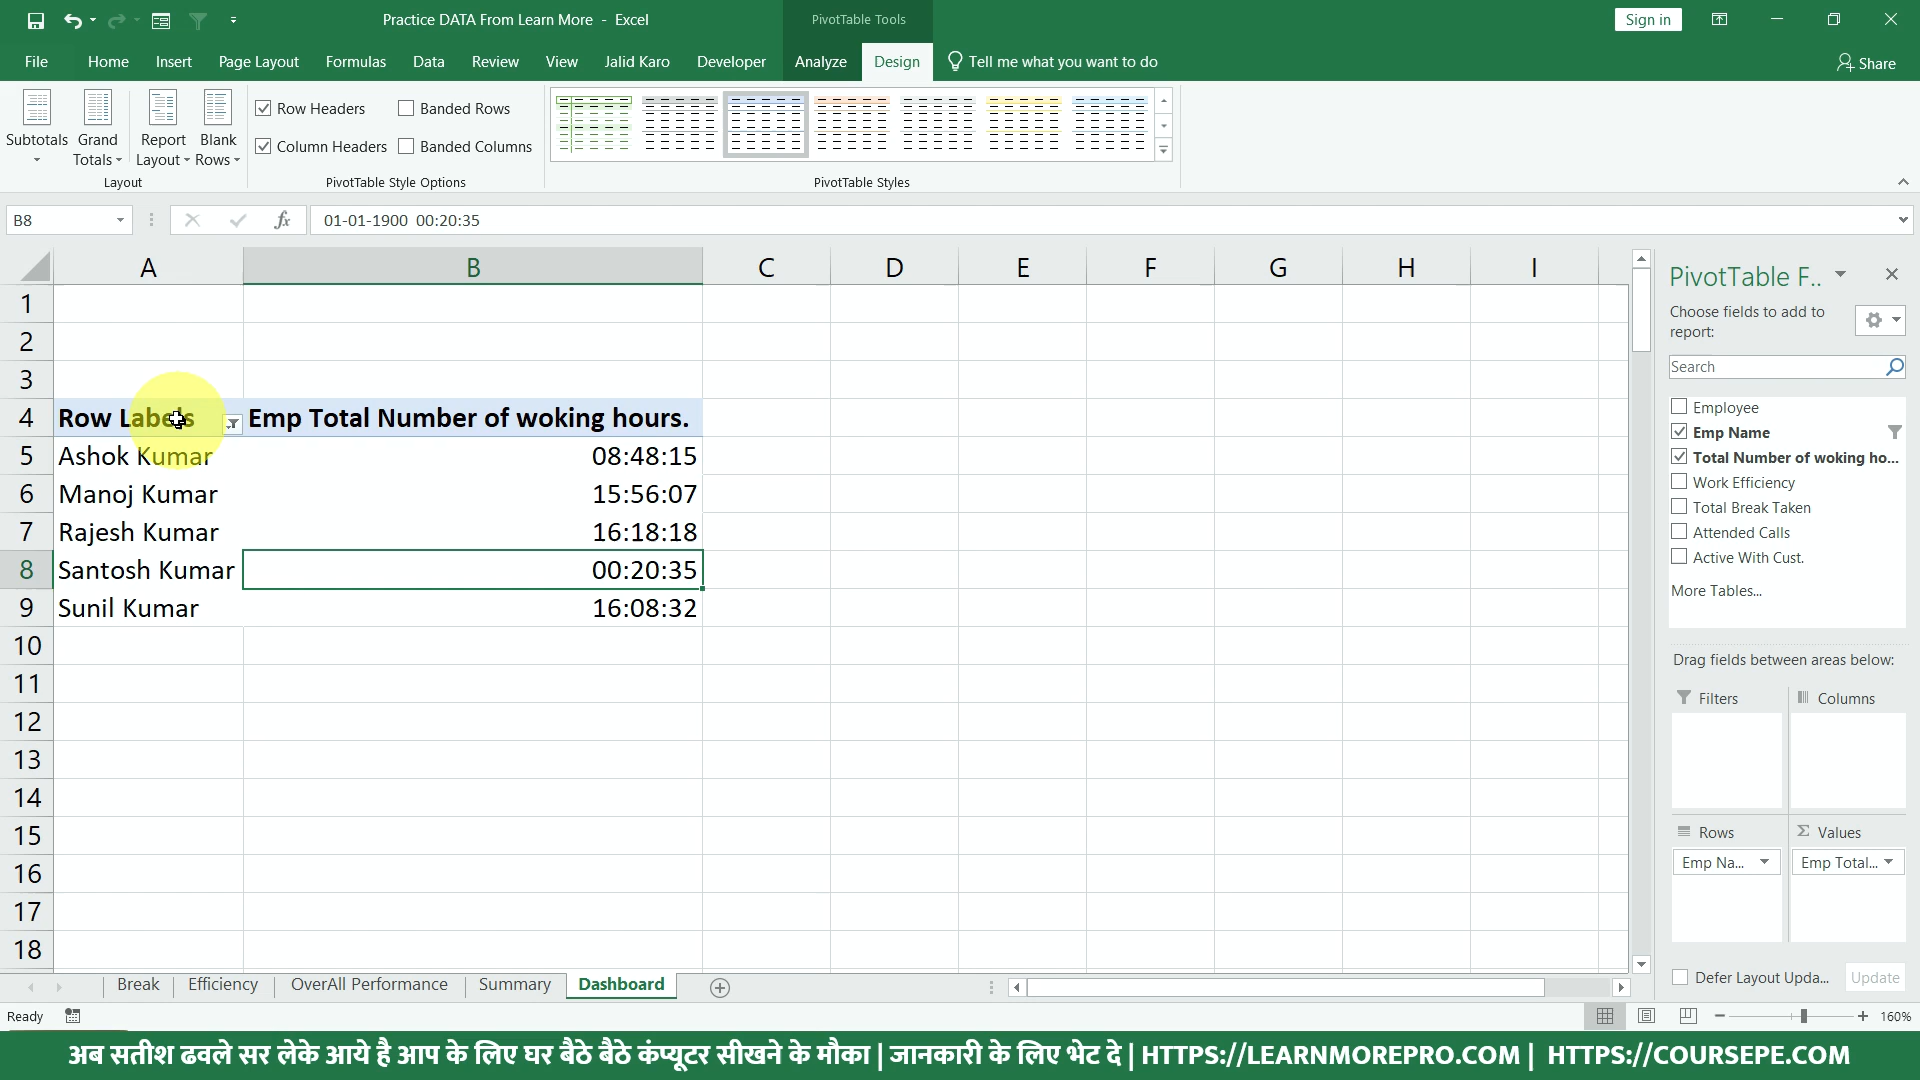 Practice DATA From Learn More - Excel
PivotTable Tools
Sign in
File Home Insert Page Layout Formulas Data Review View Jalid Karo Developer Analyze Design Tell me what you want to do Share
Subtotals Grand Totals Report Layout Blank Rows
Row Headers Banded Rows
Column Headers Banded Columns
Layout PivotTable Style Options PivotTable Styles
B8 fx 01-01-1900 00:20:35
A B C D E F G H I
1
2
3
4 Row Labels Emp Total Number of woking hours.
5 Ashok Kumar 08:48:15
6 Manoj Kumar 15:56:07
7 Rajesh Kumar 16:18:18
8 Santosh Kumar 00:20:35
9 Sunil Kumar 16:08:32
10
11
12
13
14
15
16
17
18
PivotTable F..
Choose fields to add to
report:
Search
Employee
Emp Name
Total Number of woking ho...
Work Efficiency
Total Break Taken
Attended Calls
Active With Cust.
More Tables...
Drag fields between areas below:
Filters Columns
Rows Σ Values
Emp Na... Emp Total...
Defer Layout Upda... Update
Break Efficiency OverAll Performance Summary Dashboard
Ready 160%
अब सतीश ढवले सर लेके आये है आप के लिए घर बैठे बैठे कंप्यूटर सीखने के मौका | जानकारी के लिए भेट दे | HTTPS://LEARNMOREPRO.COM | HTTPS://COURSEPE.COM